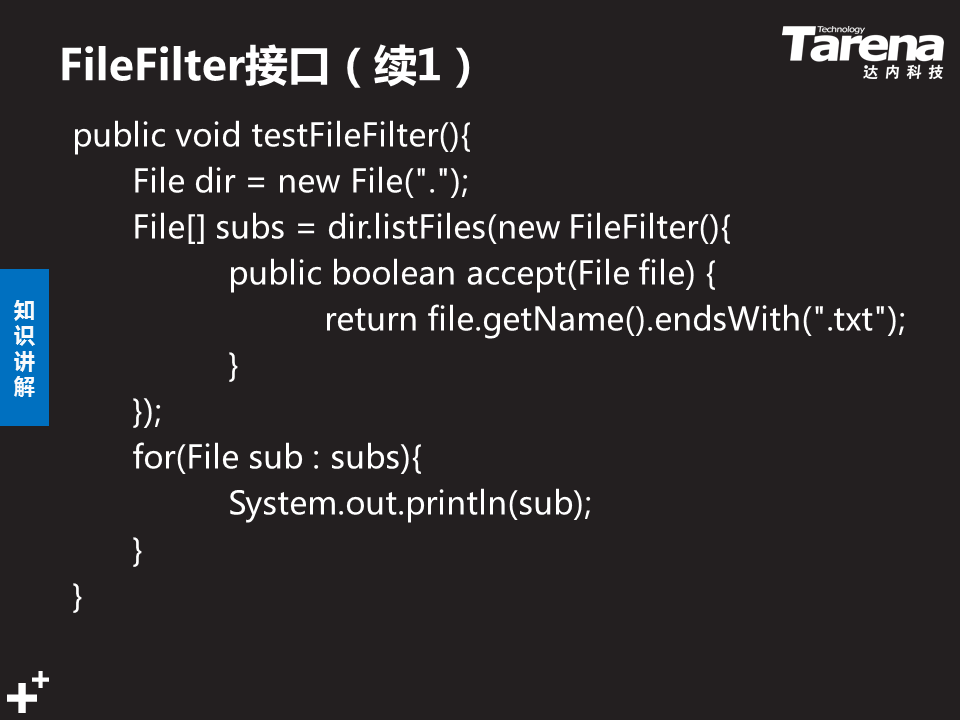 FileFilter接口（续1）
Technology
Tarena
达内科技
public void testFileFilter(){
File dir = new File(".");
File[] subs = dir.listFiles(new FileFilter(){
public boolean accept(File file) {
return file.getName().endsWith(".txt");
}
});
for(File sub : subs){
System.out.println(sub);
}
}
知
识
讲
解